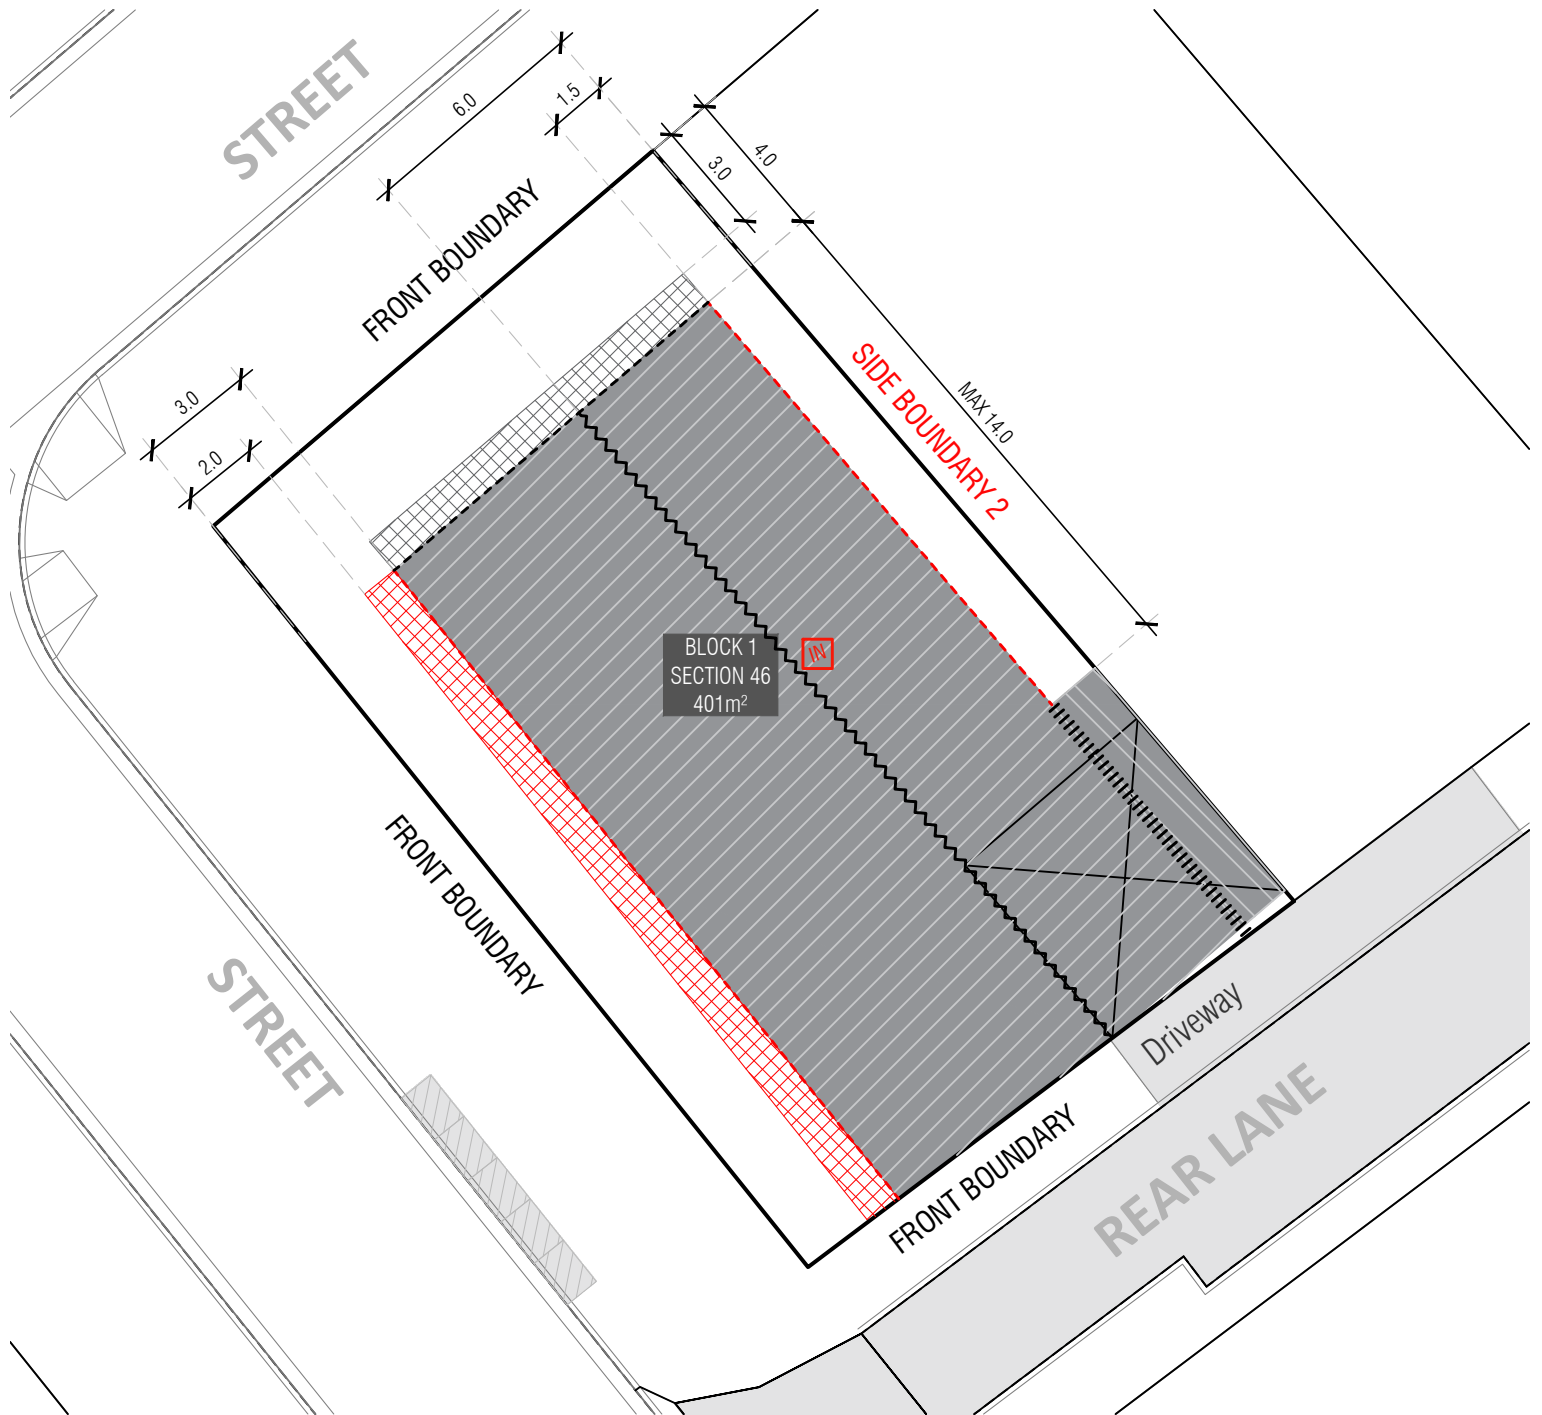 STREET
6.0
1.5
4.0
3.0
FRONT BOUNDARY
3.0
2.0
SIDE BOUNDARY 2
MAX 14.0
BLOCK 1
SECTION 46
401m²
IN
FRONT BOUNDARY
STREET
Driveway
FRONT BOUNDARY
REAR LANE